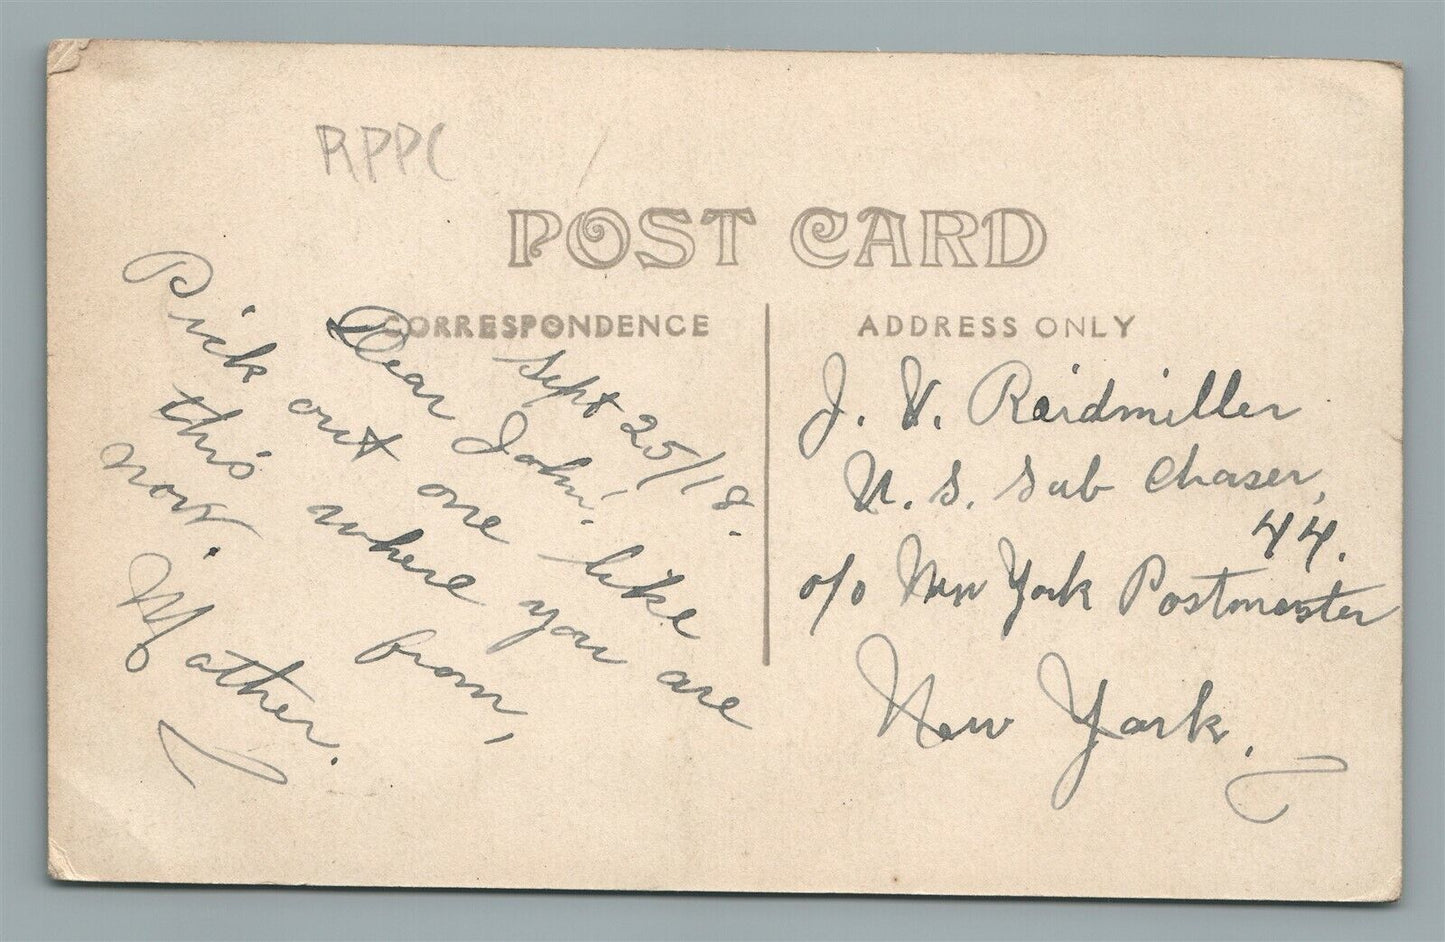 RPPC
POST CARD
CORRESPONDENCE
ADDRESS ONLY
Sept 25/18.
Dear John!
Pick out one like
this where you are
now. from,
Mother.
J. V. Reidmiller
U. S. Sub Chaser,
44.
c/o New York Postmaster
New York.